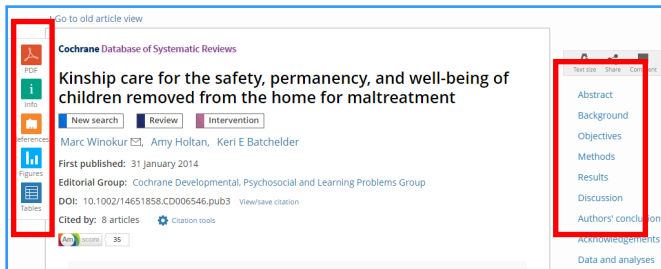 Go to old article view
PDF
Info
References
Figures
Tables
Cochrane Database of Systematic Reviews
Kinship care for the safety, permanency, and well-being of
children removed from the home for maltreatment
New search Review Intervention
Marc Winokur, Amy Holtan, Keri E Batchelder
First published: 31 January 2014
Editorial Group: Cochrane Developmental, Psychosocial and Learning Problems Group
DOI: 10.1002/14651858.CD006546.pub3 View/save citation
Cited by: 8 articles Citation tools
Am score 35
Text size Share Comment
Abstract
Background
Objectives
Methods
Results
Discussion
Authors' conclusion
Acknowledgements
Data and analyses